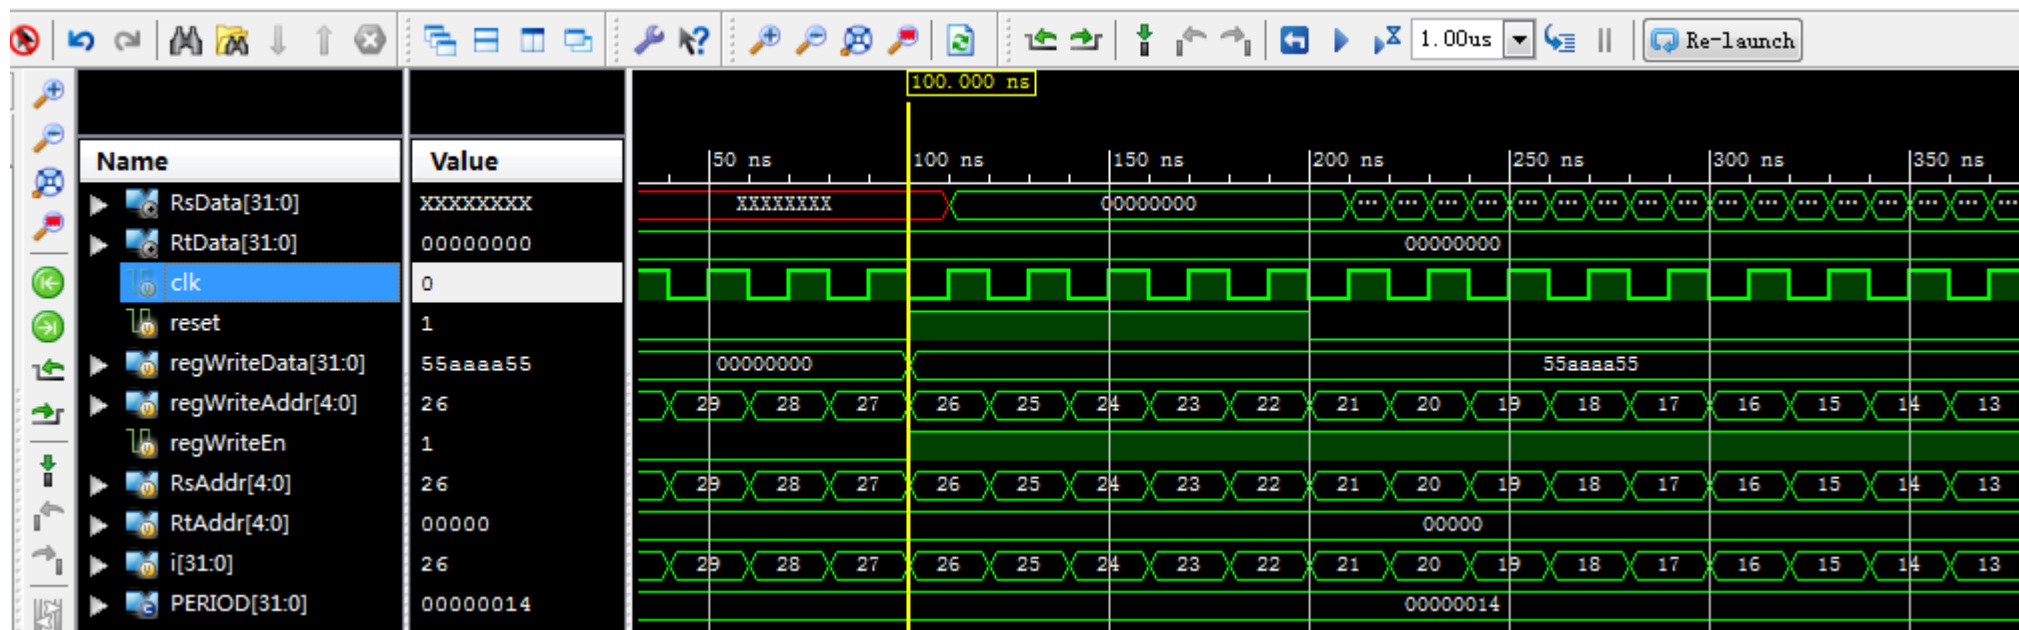 1.00us Re-launch
100.000 ns
Name Value 50 ns 100 ns 150 ns 200 ns 250 ns 300 ns 350 ns
RsData[31:0] XXXXXXXX XXXXXXXX 00000000 ... ... ... ... ... ... ... ... ... ... ... ... ... ... ... ... ...
RtData[31:0] 00000000 00000000
clk 0
reset 1
regWriteData[31:0] 55aaaa55 00000000 55aaaa55
regWriteAddr[4:0] 26 29 28 27 26 25 24 23 22 21 20 19 18 17 16 15 14 13
regWriteEn 1
RsAddr[4:0] 26 29 28 27 26 25 24 23 22 21 20 19 18 17 16 15 14 13
RtAddr[4:0] 00000 00000
i[31:0] 26 29 28 27 26 25 24 23 22 21 20 19 18 17 16 15 14 13
PERIOD[31:0] 00000014 00000014